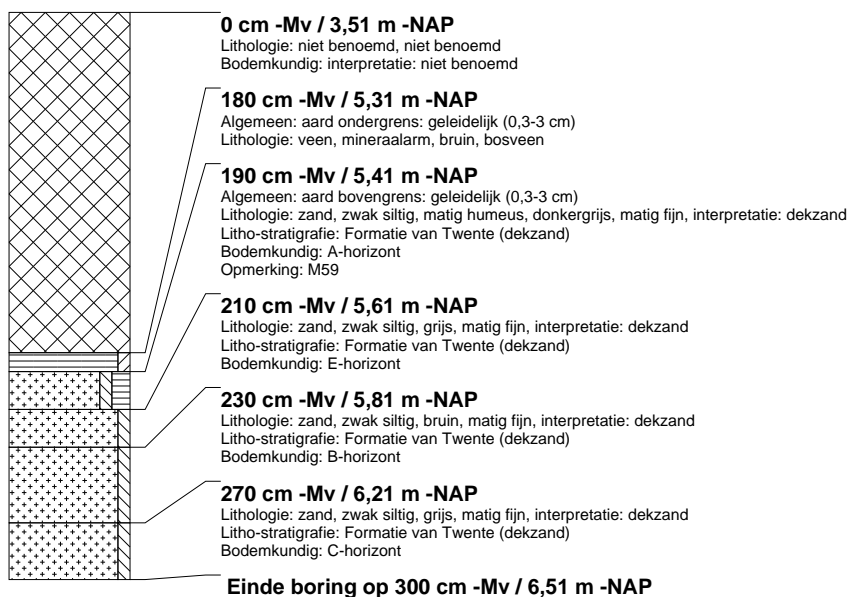 0 cm -Mv / 3,51 m -NAP
Lithologie: niet benoemd, niet benoemd
Bodemkundig: interpretatie: niet benoemd
180 cm -Mv / 5,31 m -NAP
Algemeen: aard ondergrens: geleidelijk (0,3-3 cm)
Lithologie: veen, mineraalarm, bruin, bosveen
190 cm -Mv / 5,41 m -NAP
Algemeen: aard bovengrens: geleidelijk (0,3-3 cm)
Lithologie: zand, zwak siltig, matig humeus, donkergrijs, matig fijn, interpretatie: dekzand
Litho-stratigrafie: Formatie van Twente (dekzand)
Bodemkundig: A-horizont
Opmerking: M59
210 cm -Mv / 5,61 m -NAP
Lithologie: zand, zwak siltig, grijs, matig fijn, interpretatie: dekzand
Litho-stratigrafie: Formatie van Twente (dekzand)
Bodemkundig: E-horizont
230 cm -Mv / 5,81 m -NAP
Lithologie: zand, zwak siltig, bruin, matig fijn, interpretatie: dekzand
Litho-stratigrafie: Formatie van Twente (dekzand)
Bodemkundig: B-horizont
270 cm -Mv / 6,21 m -NAP
Lithologie: zand, zwak siltig, grijs, matig fijn, interpretatie: dekzand
Litho-stratigrafie: Formatie van Twente (dekzand)
Bodemkundig: C-horizont
Einde boring op 300 cm -Mv / 6,51 m -NAP